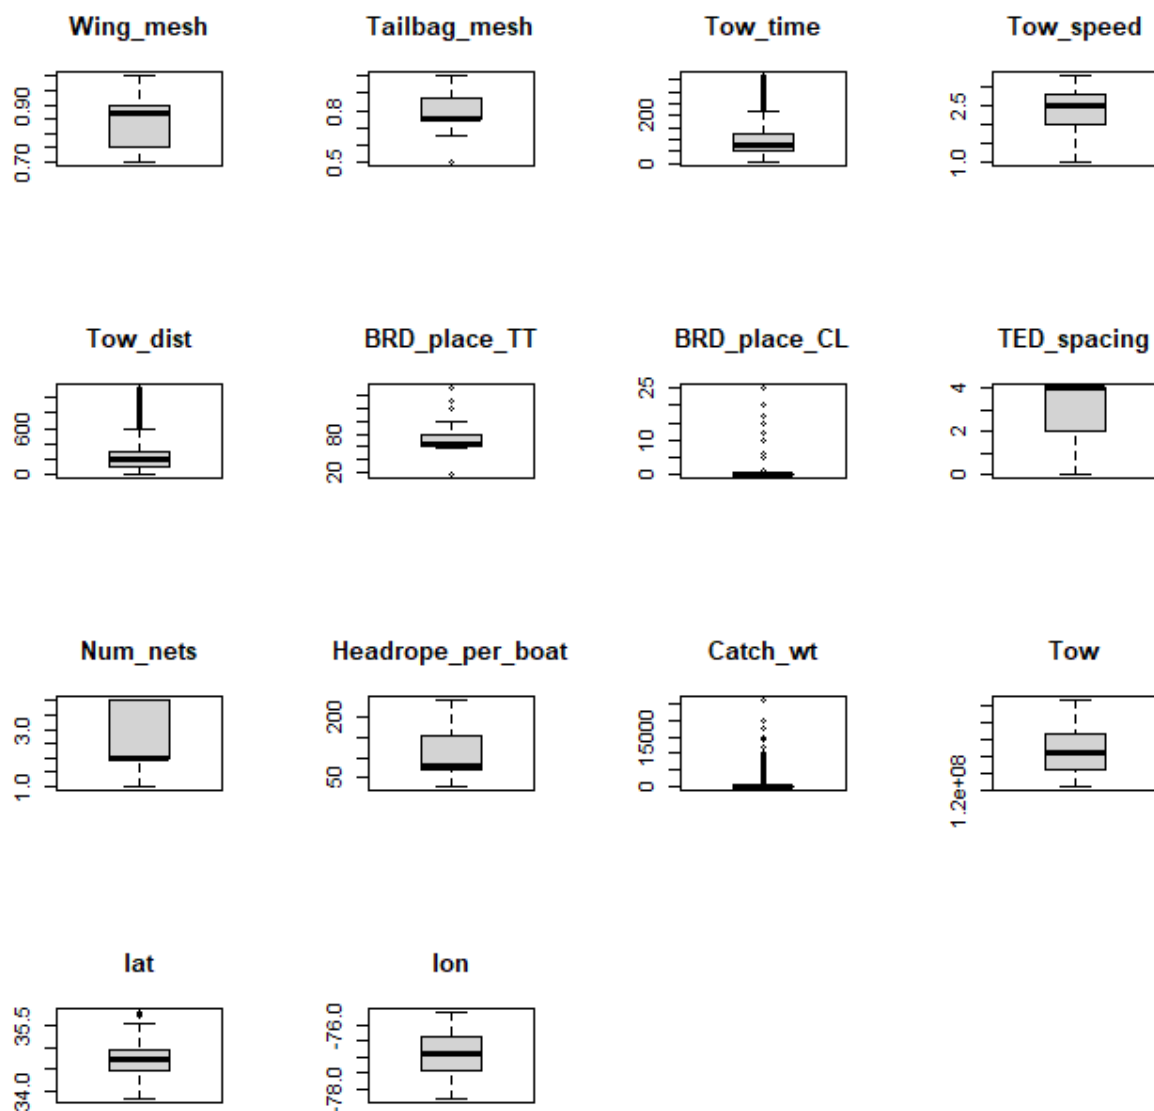 Wing_mesh
0.90
0.70
Tailbag_mesh
0.8
0.5
Tow_time
200
0
Tow_speed
2.5
1.0
Tow_dist
600
0
BRD_place_TT
80
20
BRD_place_CL
25
10
0
TED_spacing
4
2
0
Num_nets
3.0
1.0
Headrope_per_boat
200
50
Catch_wt
15000
0
Tow
1.2e+08
lat
35.5
34.0
lon
-76.0
-78.0